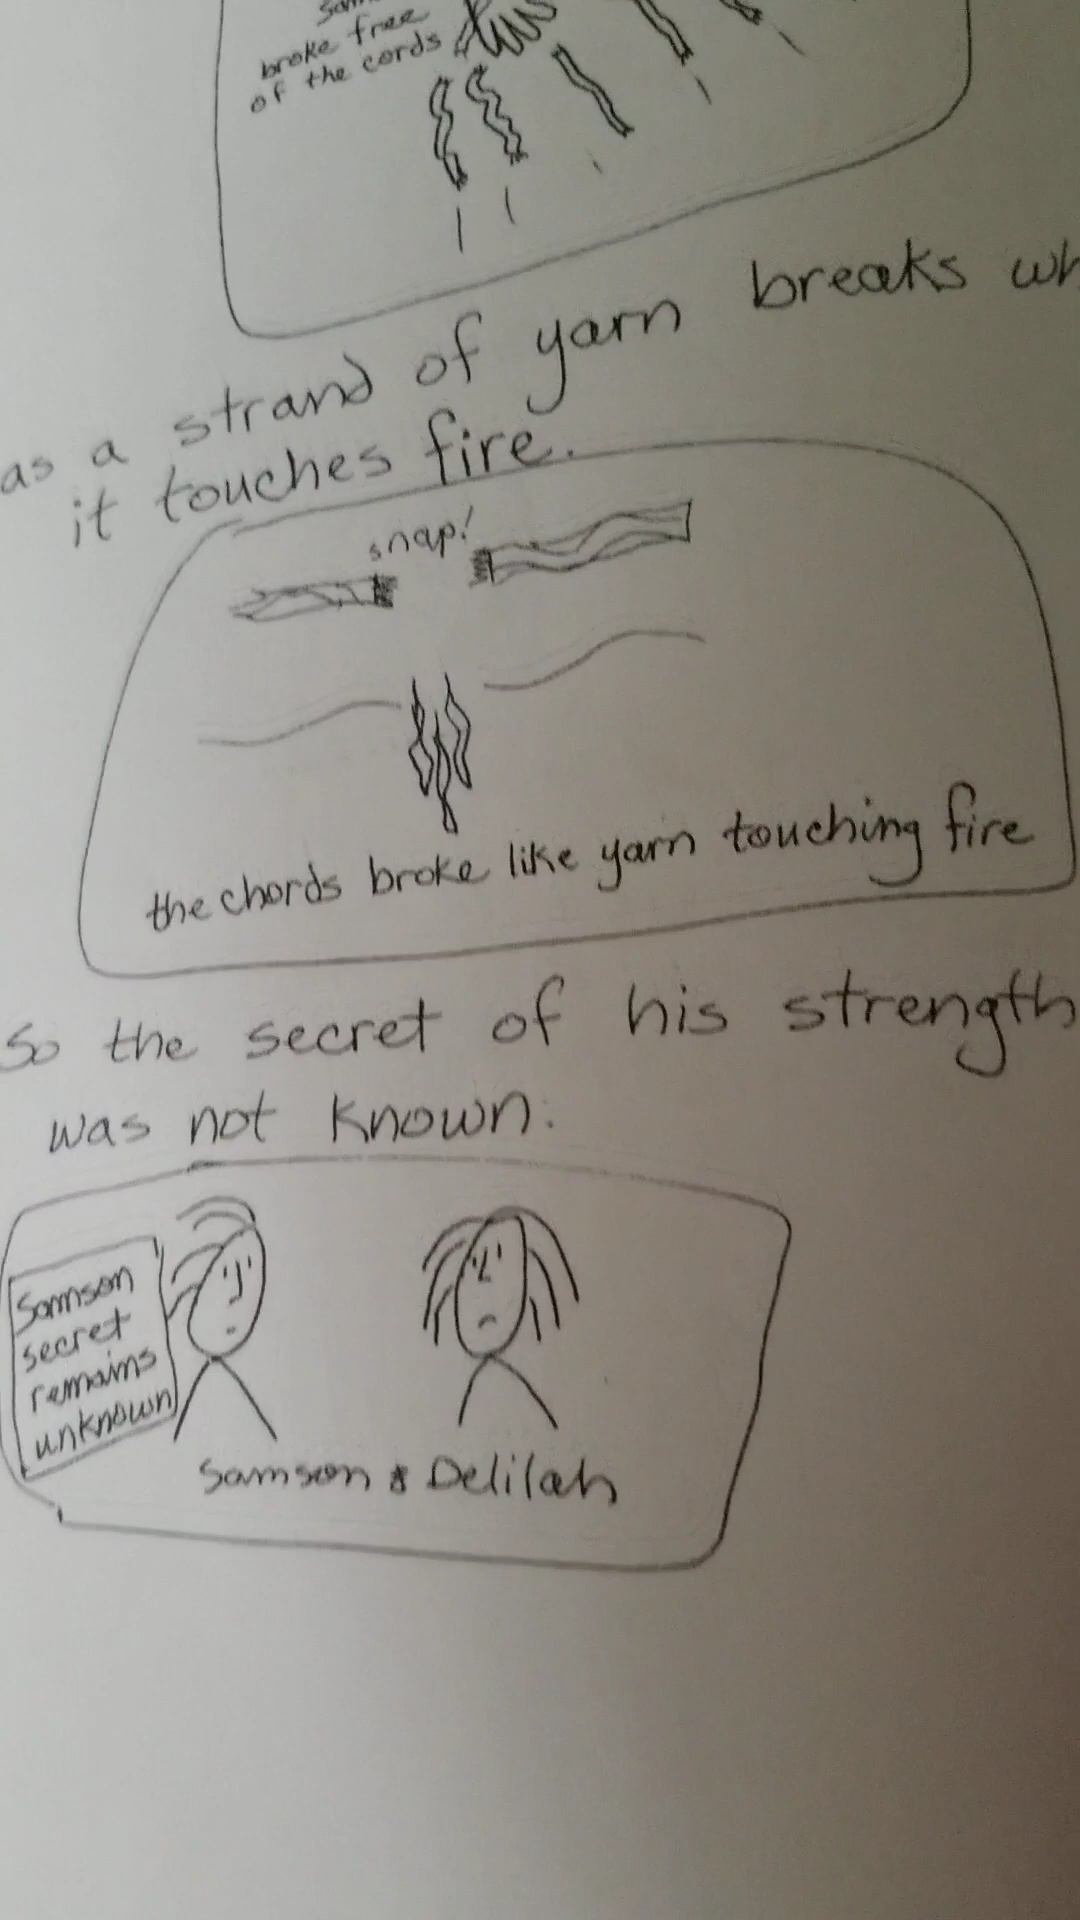 broke free
of the cords
as a strand of yarn breaks
it touches fire.
snap!
the chords broke like yarn touching fire
So the secret of his strength
was not known.
Samson
secret
remains
unknown
Samson & Delilah